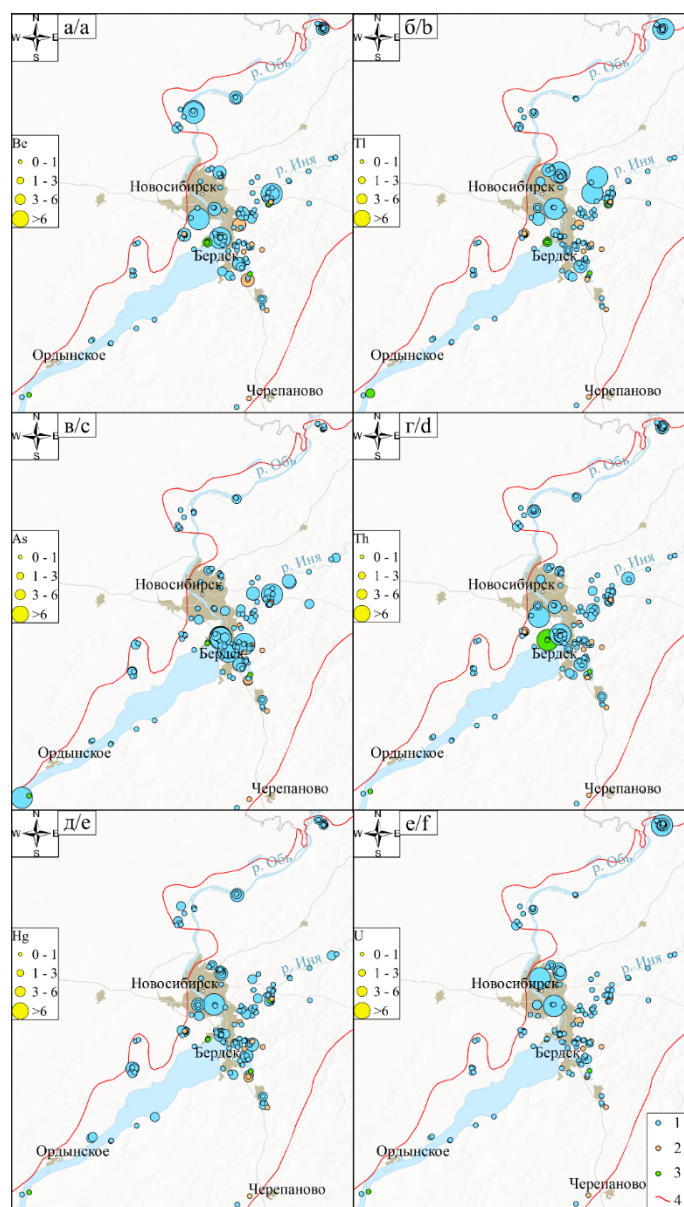 N
W E
S
а/a
р. Обь
Be
0 - 1
1 - 3
3 - 6
>6
Новосибирск
р. Иня
Бердск
Ордынское
Черепаново
N
W E
S
б/b
р. Обь
Tl
0 - 1
1 - 3
3 - 6
>6
Новосибирск
р. Иня
Бердск
Ордынское
Черепаново
N
W E
S
в/c
р. Обь
As
0 - 1
1 - 3
3 - 6
>6
Новосибирск
р. Иня
Бердск
Ордынское
Черепаново
N
W E
S
г/d
р. Обь
Th
0 - 1
1 - 3
3 - 6
>6
Новосибирск
р. Иня
Бердск
Ордынское
Черепаново
N
W E
S
д/e
р. Обь
Hg
0 - 1
1 - 3
3 - 6
>6
Новосибирск
р. Иня
Бердск
Ордынское
Черепаново
N
W E
S
е/f
р. Обь
U
0 - 1
1 - 3
3 - 6
>6
Новосибирск
р. Иня
Бердск
Ордынское
Черепаново
1
2
3
4